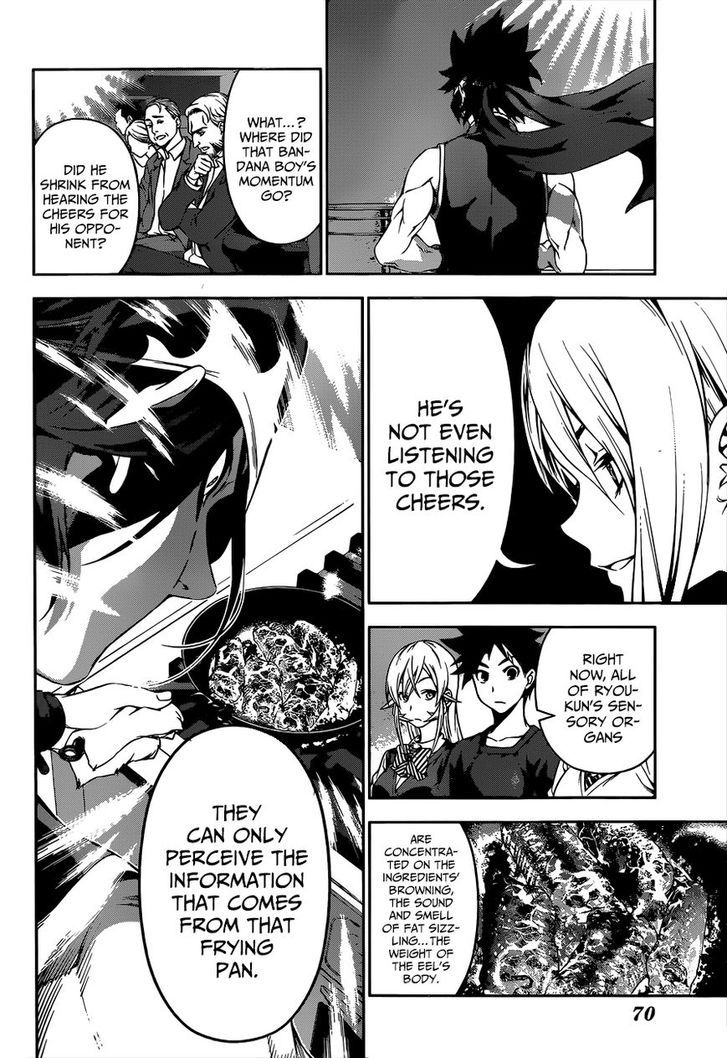 WHAT...?
WHERE DID
THAT BAN-
DANA BOY'S
MOMENTUM
GO?
DID HE
SHRINK FROM
HEARING THE
CHEERS FOR
HIS OPPO-
NENT?
HE'S
NOT EVEN
LISTENING
TO THOSE
CHEERS.
RIGHT
NOW, ALL
OF RYOU-
KUN'S SEN-
SORY OR-
GANS
ARE
CONCENTRA-
TED ON THE
INGREDIENTS'
BROWNING,
THE SOUND
AND SMELL
OF FAT SIZZ-
LING...THE
WEIGHT OF
THE EEL'S
BODY.
THEY
CAN ONLY
PERCEIVE THE
INFORMATION
THAT COMES
FROM THAT
FRYING
PAN.
70